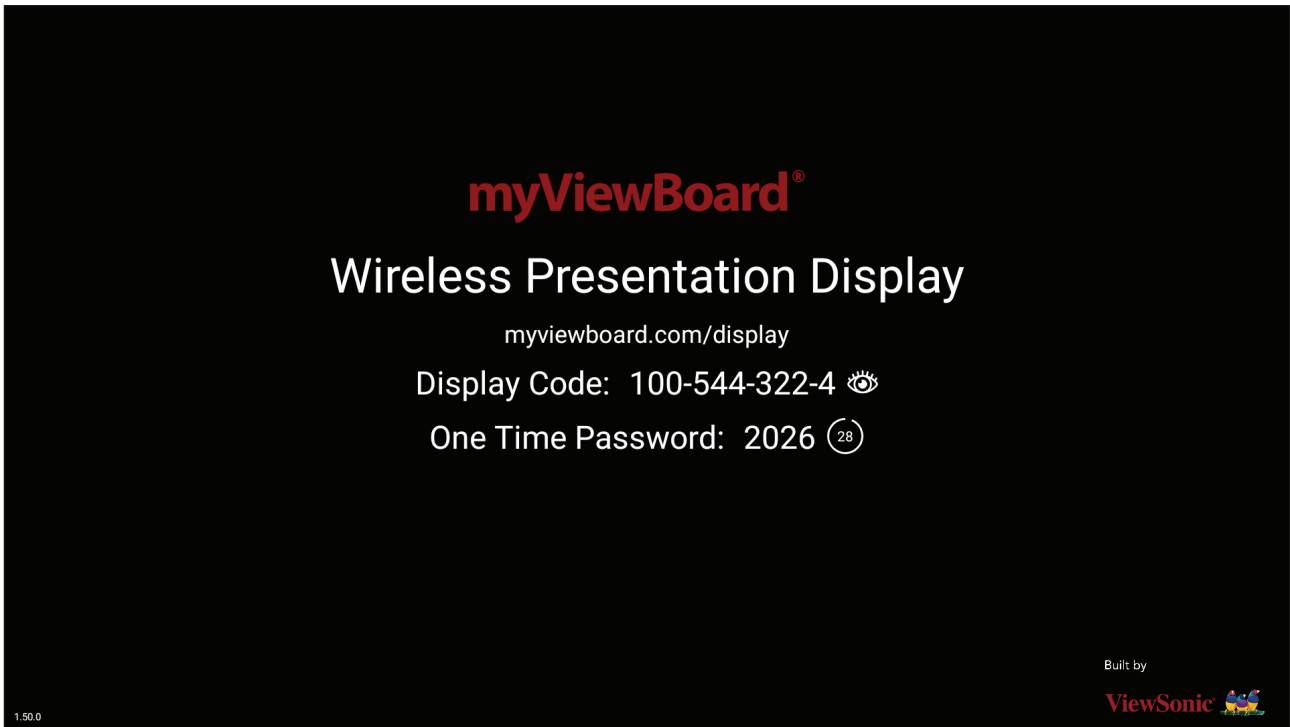 myViewBoard®
Wireless Presentation Display
myviewboard.com/display
Display Code: 100-544-322-4
One Time Password: 2026 28
Built by
ViewSonic
1.50.0